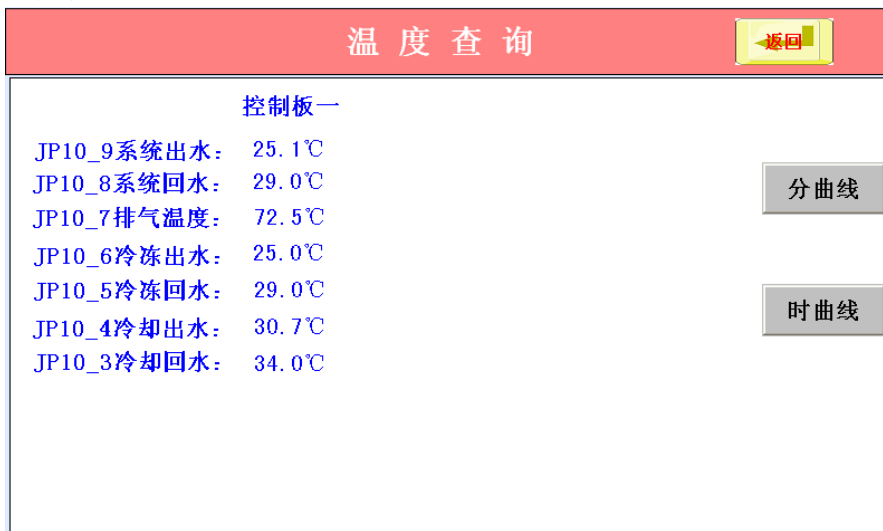 温度查询
返回
控制板一
JP10_9系统出水: 25.1℃
JP10_8系统回水: 29.0℃
分曲线
JP10_7排气温度: 72.5℃
JP10_6冷冻出水: 25.0℃
JP10_5冷冻回水: 29.0℃
时曲线
JP10_4冷却出水: 30.7℃
JP10_3冷却回水: 34.0℃